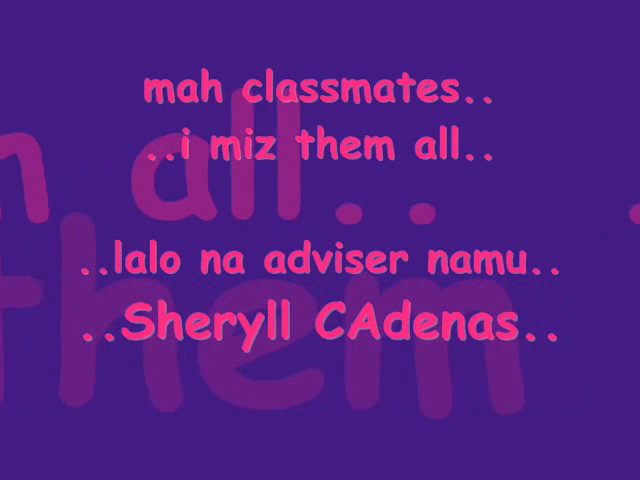 mah classmates..
..i miz them all..
..lalo na adviser namu..
..Sheryll CAdenas..